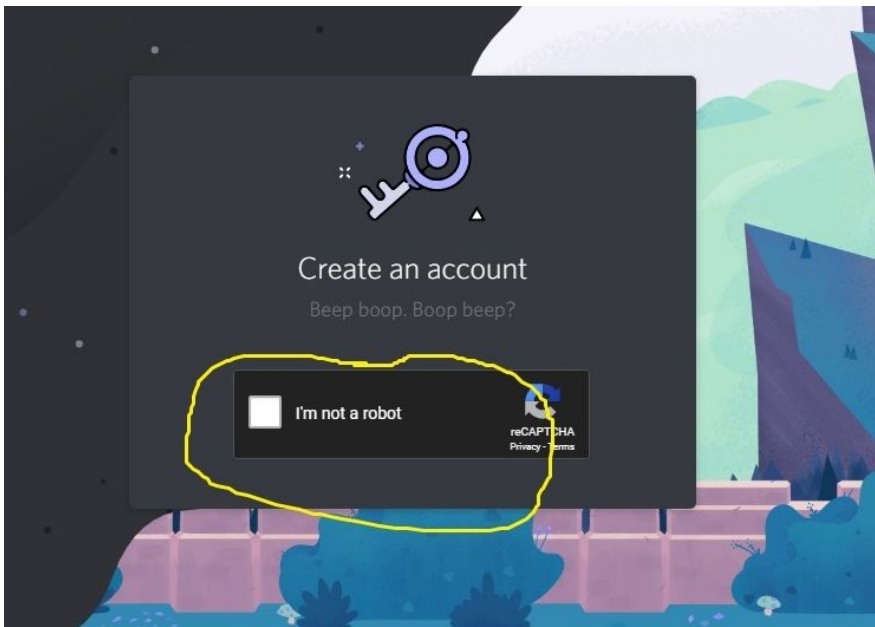 Create an account
Beep boop. Boop beep?
I'm not a robot
reCAPTCHA
Privacy - Terms